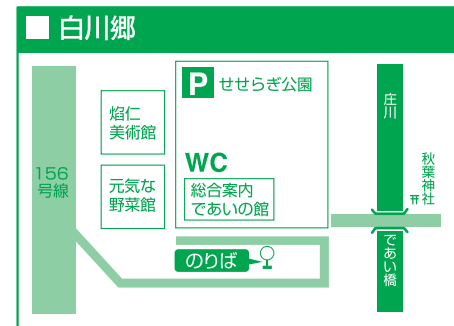 白川郷
P せせらぎ公園
焔仁
美術館
庄川
WC
156
号線
元気な
野菜館
総合案内
であいの館
秋葉神社
のりば
であい橋